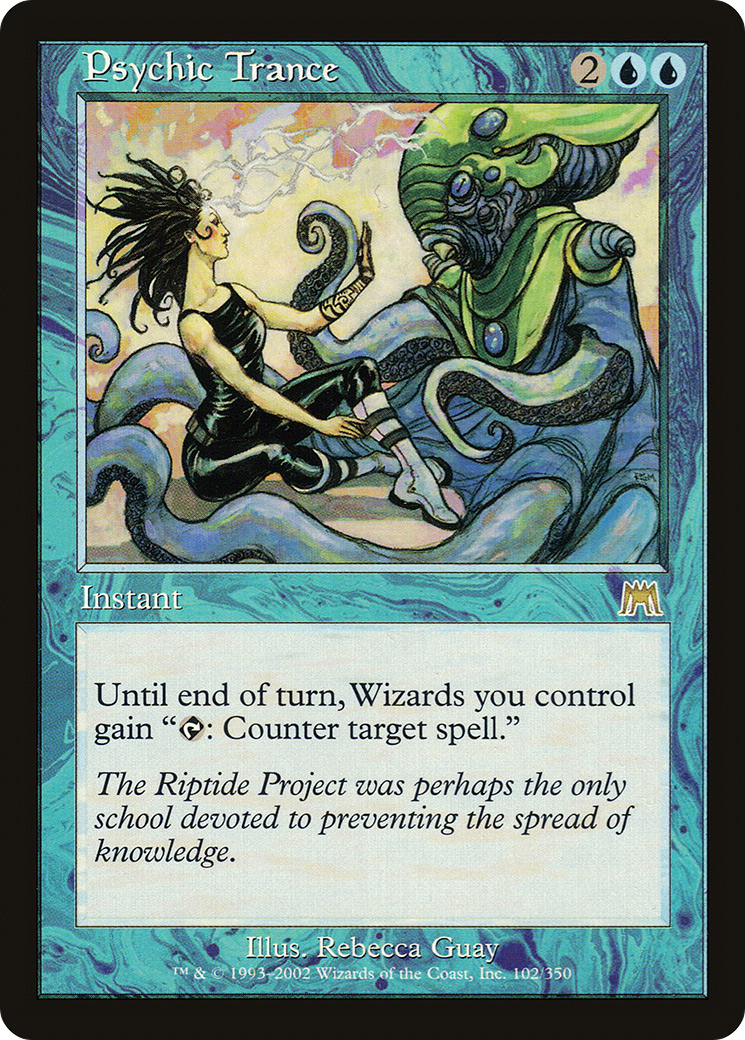 Psychic Trance 2
Instant
Until end of turn, Wizards you control
gain “: Counter target spell.”
The Riptide Project was perhaps the only
school devoted to preventing the spread of
knowledge.
Illus. Rebecca Guay
™ & © 1993–2002 Wizards of the Coast, Inc. 102/350